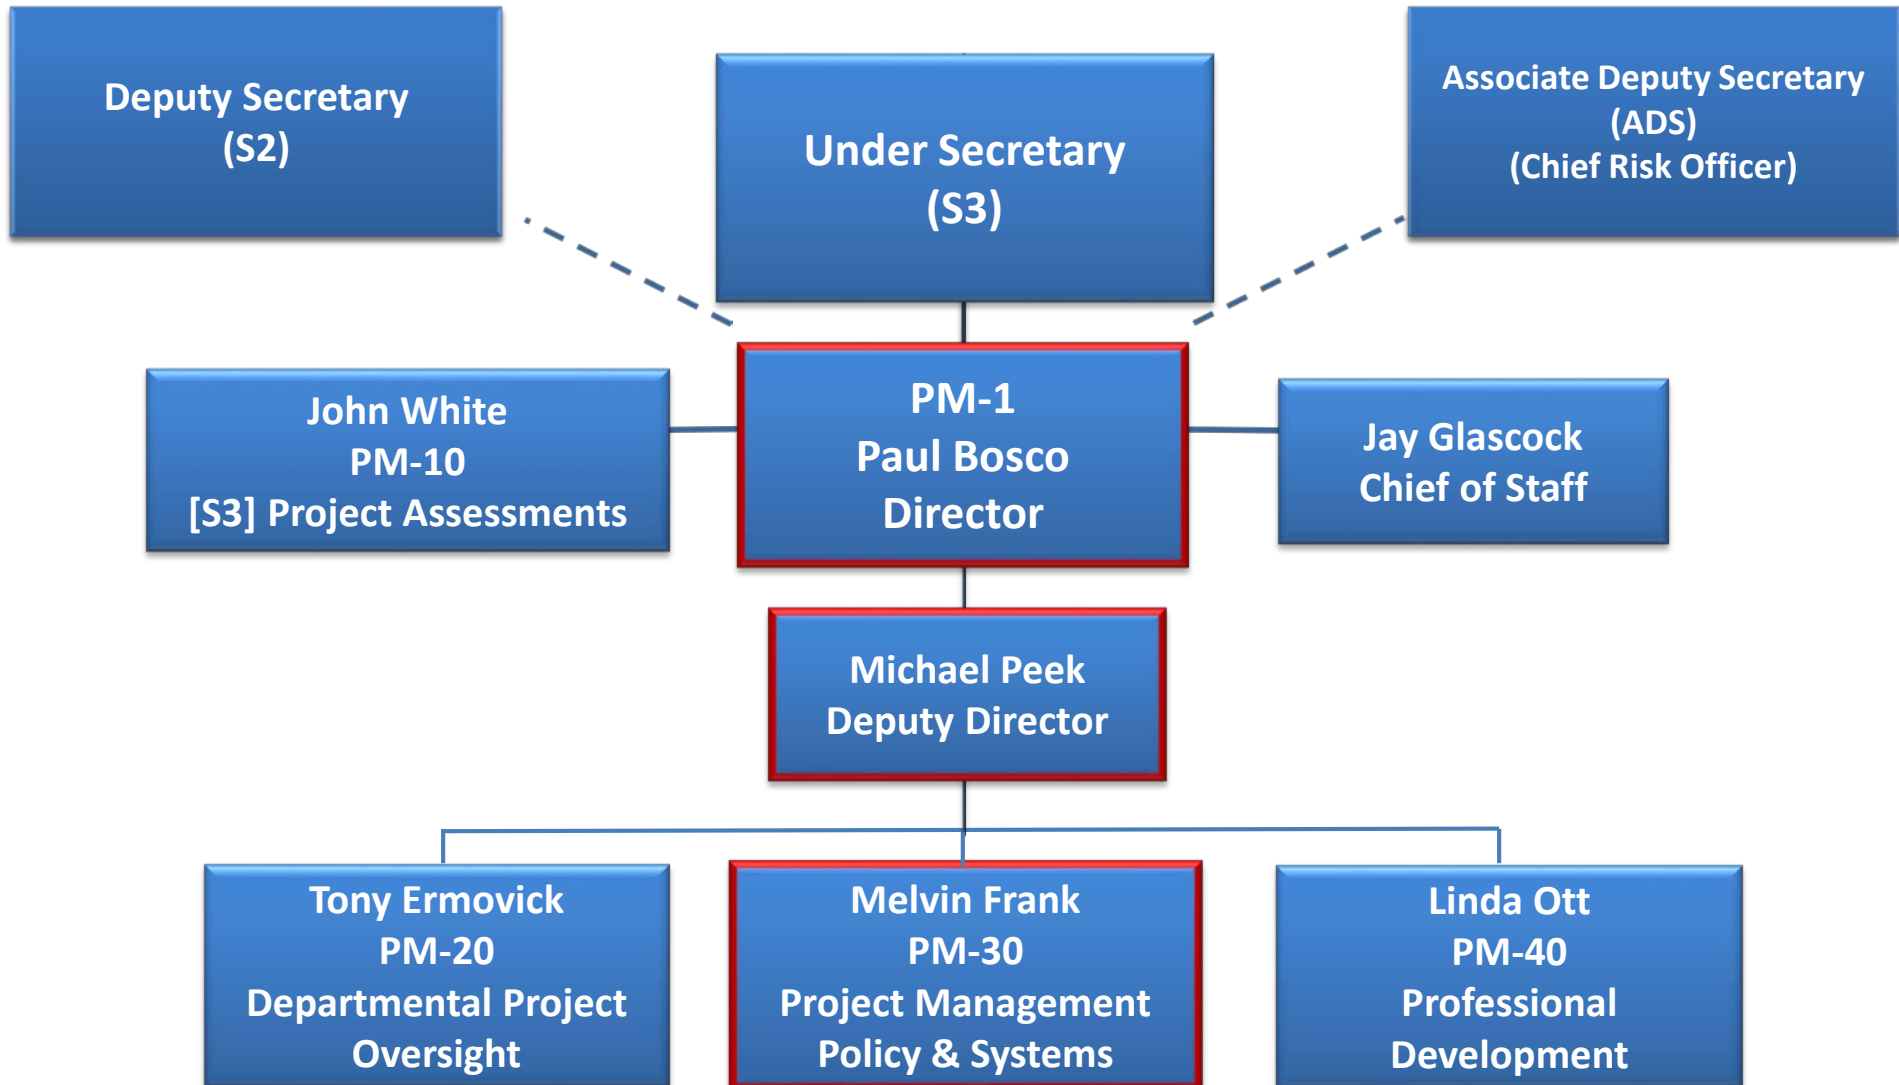 Deputy Secretary
(S2)
Under Secretary
(S3)
Associate Deputy Secretary
(ADS)
(Chief Risk Officer)
John White
PM-10
[S3] Project Assessments
PM-1
Paul Bosco
Director
Jay Glascock
Chief of Staff
Michael Peek
Deputy Director
Tony Ermovick
PM-20
Departmental Project
Oversight
Melvin Frank
PM-30
Project Management
Policy & Systems
Linda Ott
PM-40
Professional
Development